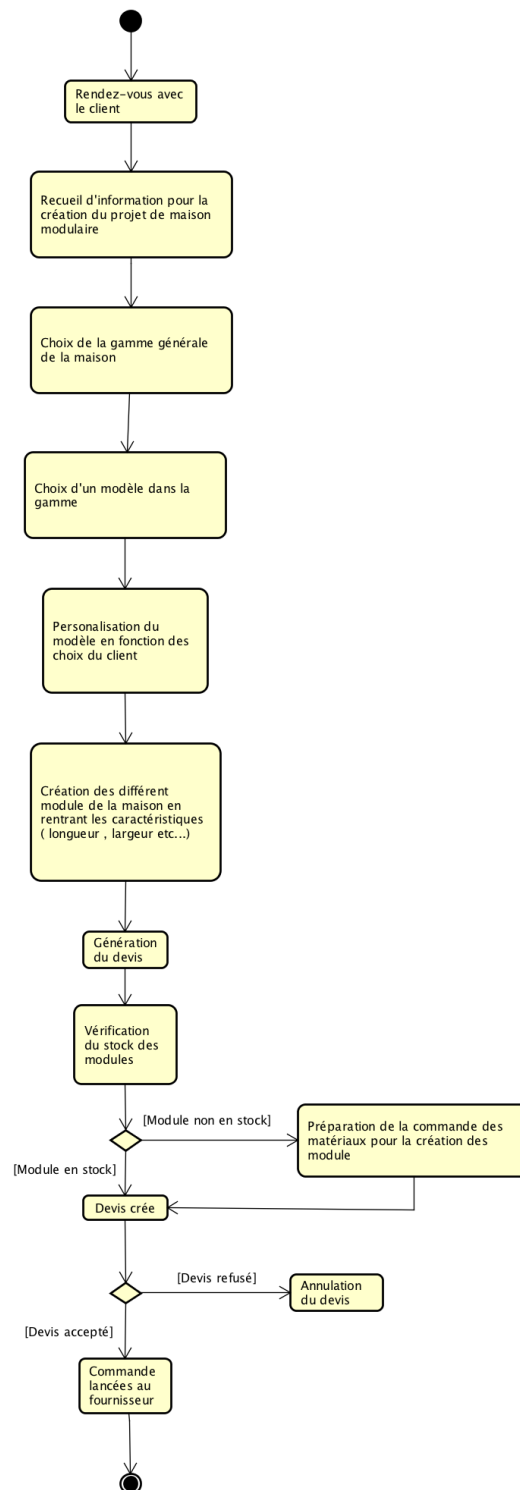 Rendez-vous avec
le client
Recueil d'information pour la
création du projet de maison
modulaire
Choix de la gamme générale
de la maison
Choix d'un modèle dans la
gamme
Personalisation du
modèle en fonction des
choix du client
Création des différent
module de la maison en
rentrant les caractéristiques
( longueur , largeur etc...)
Génération
du devis
Vérification
du stock des
modules
[Module non en stock]
Préparation de la commande des
matériaux pour la création des
module
[Module en stock]
Devis crée
[Devis refusé]
Annulation
du devis
[Devis accepté]
Commande
lancées au
fournisseur